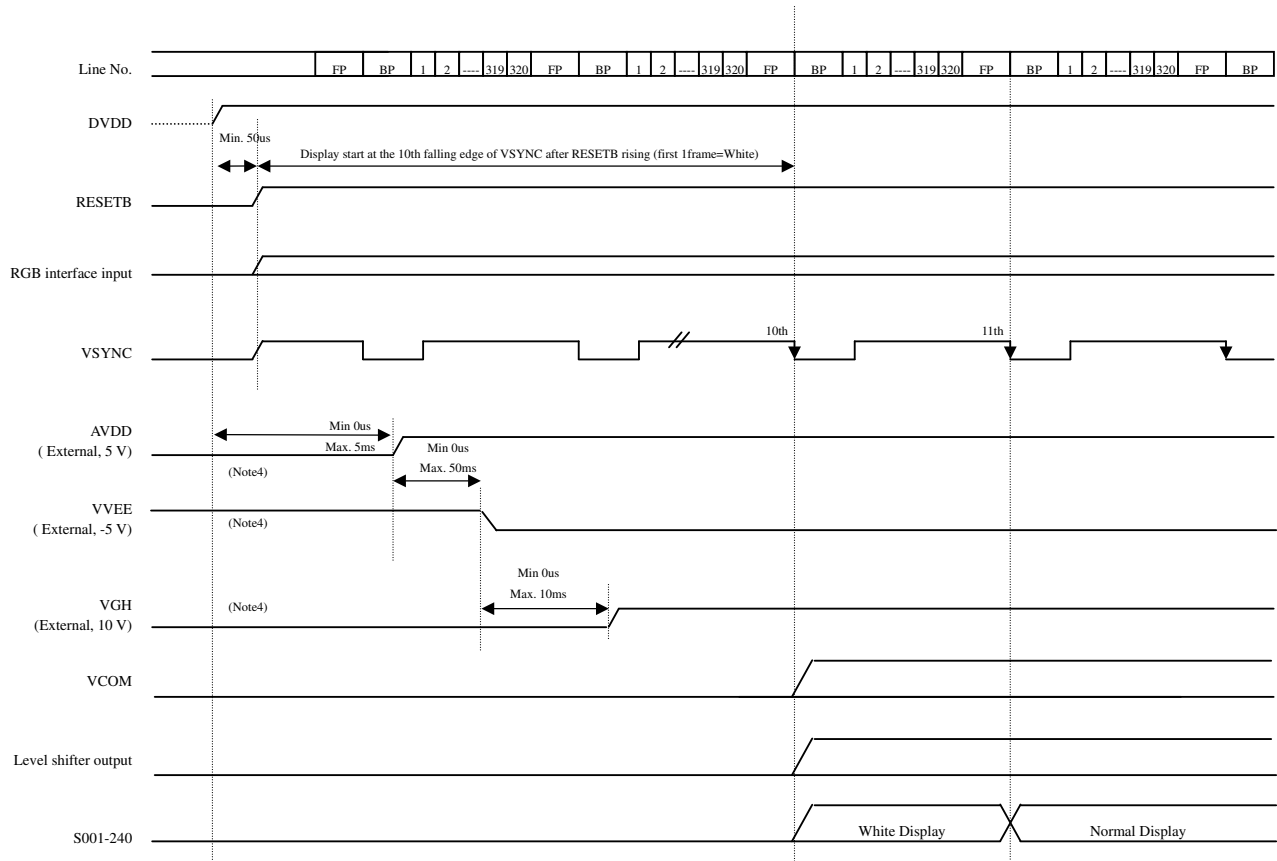 Line No. FP BP 1 2 ---- 319 320 FP BP 1 2 ---- 319 320 FP BP 1 2 ---- 319 320 FP BP 1 2 ---- 319 320 FP BP
DVDD
Min. 50us
Display start at the 10th falling edge of VSYNC after RESETB rising (first 1frame=White)
RESETB
RGB interface input
10th 11th
VSYNC
AVDD
( External, 5 V)
Min 0us
Max. 5ms
Min 0us
Max. 50ms
(Note4)
VVEE
( External, -5 V)
(Note4)
Min 0us
Max. 10ms
VGH
(External, 10 V)
(Note4)
VCOM
Level shifter output
S001-240
White Display Normal Display